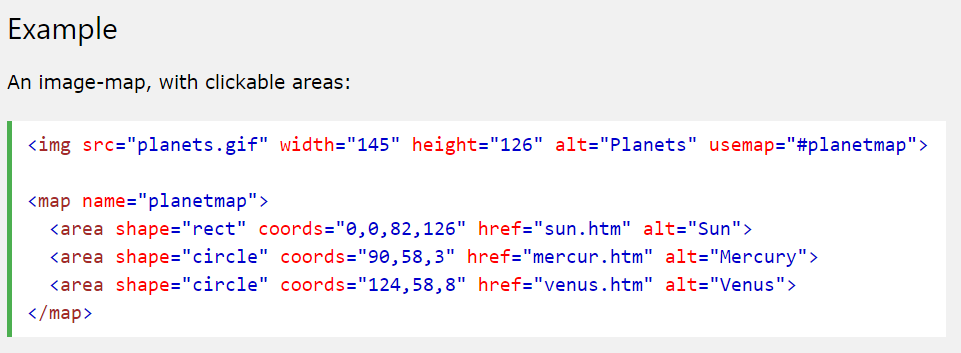 Example
An image-map, with clickable areas:
<img src="planets.gif" width="145" height="126" alt="Planets" usemap="#planetmap">
<map name="planetmap">
<area shape="rect" coords="0,0,82,126" href="sun.htm" alt="Sun">
<area shape="circle" coords="90,58,3" href="mercur.htm" alt="Mercury">
<area shape="circle" coords="124,58,8" href="venus.htm" alt="Venus">
</map>